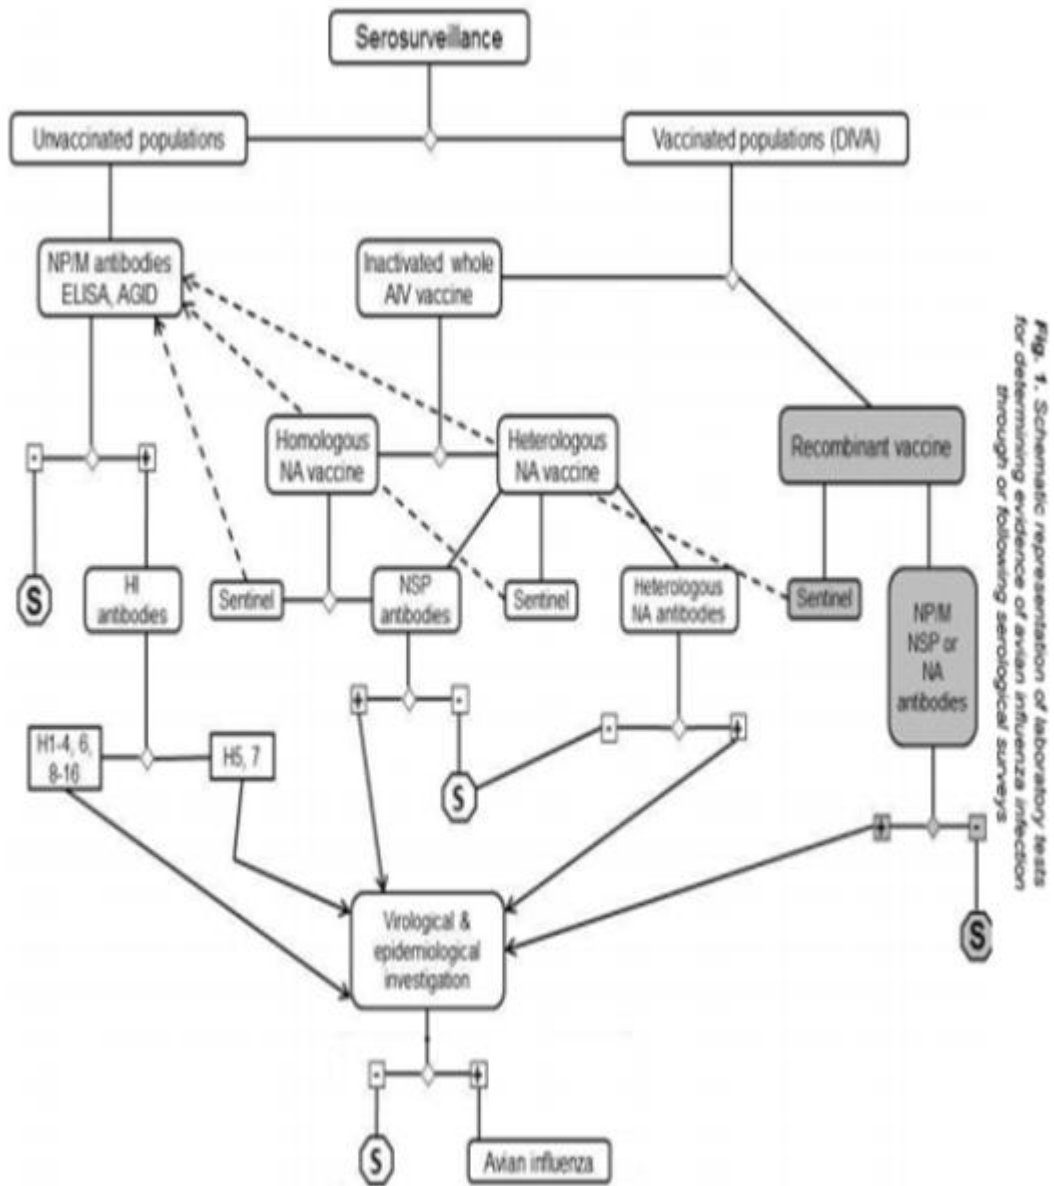 Serosurveillance
Unvaccinated populations
Vaccinated populations (DIVA)
NP/M antibodies
ELISA, AGID
Inactivated whole
AIV vaccine
Homologous
NA vaccine
Heterologous
NA vaccine
Recombinant vaccine
-
+
S
HI
antibodies
Sentinel
NSP
antibodies
Sentinel
Heterologous
NA antibodies
Sentinel
NP/M
NSP or
NA
antibodies
+
-
-
+
H1-4, 6,
8-16
H5, 7
S
+
-
S
Virological &
epidemiological
investigation
-
+
S
Avian influenza
Fig. 1. Schematic representation of laboratory tests
for determining evidence of avian influenza infection
through or following serological surveys